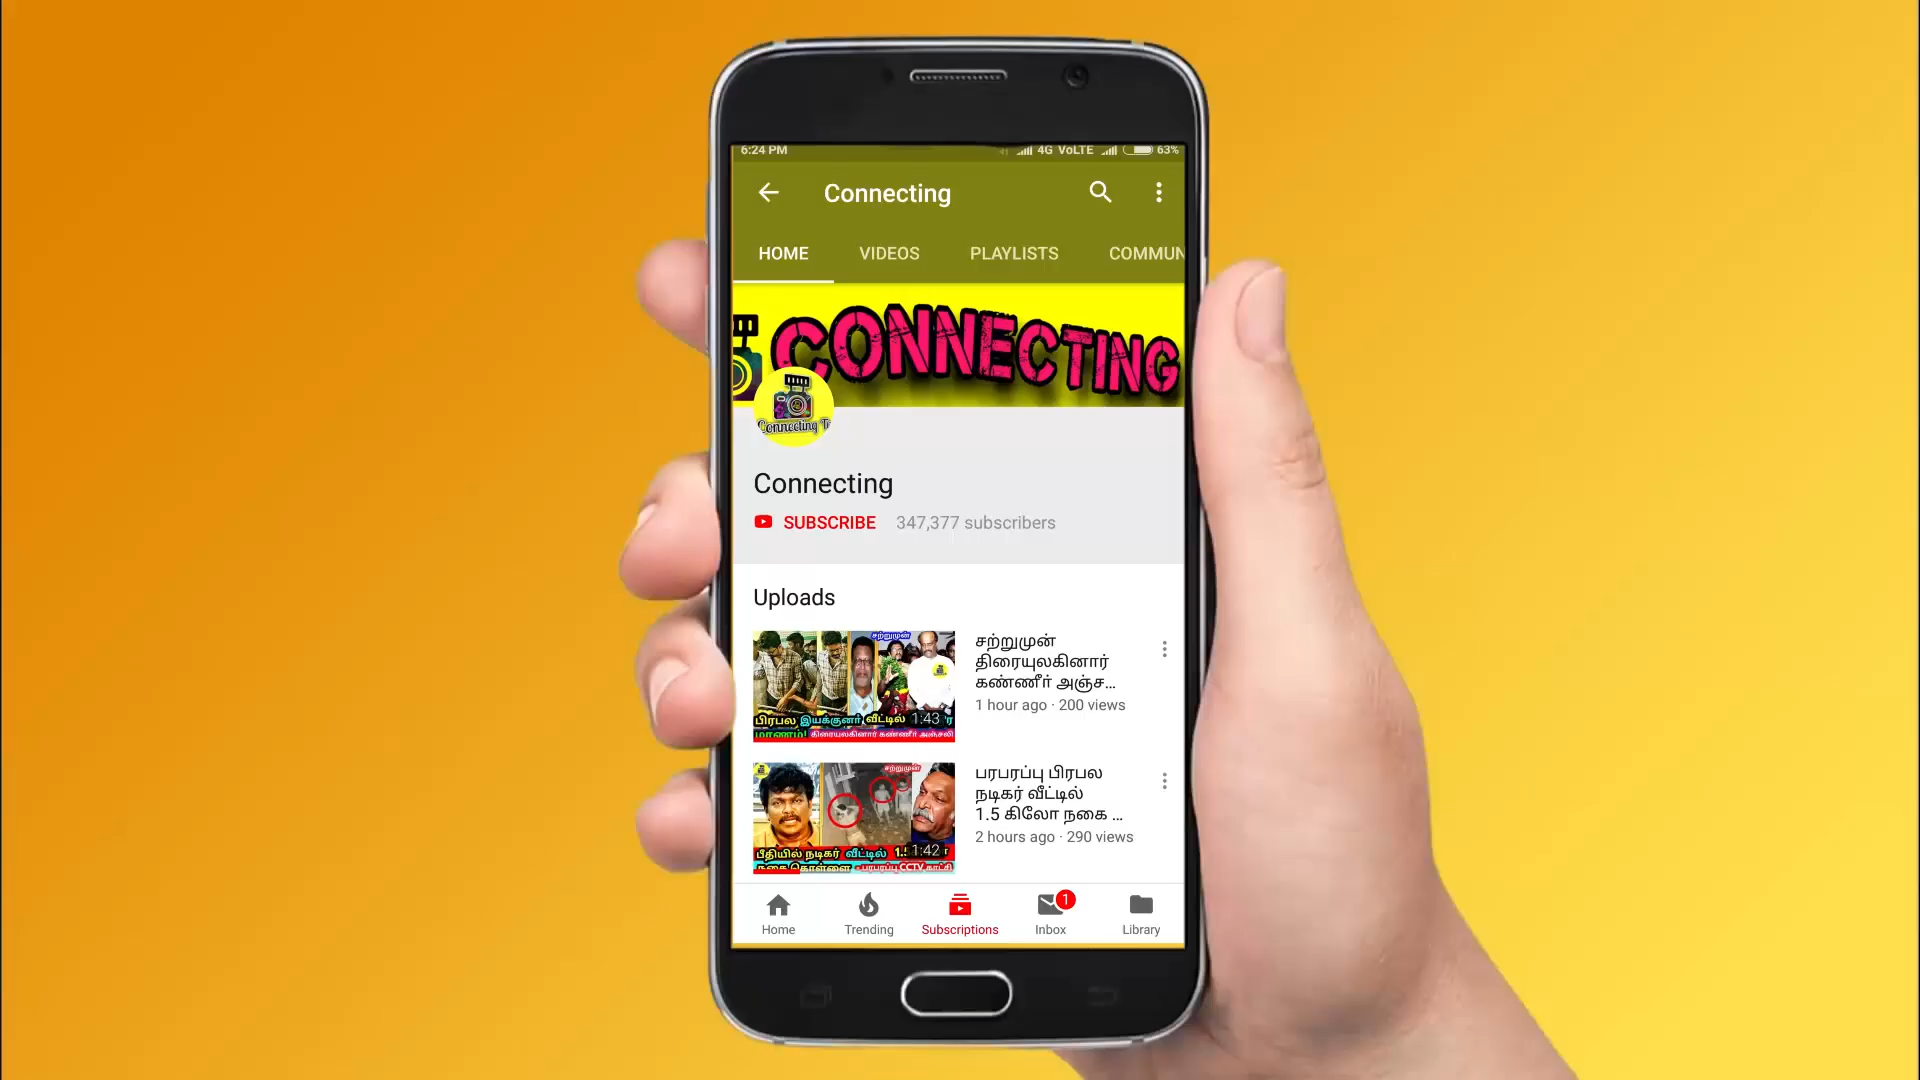 6:24 PM
4G VoLTE
63%
Connecting
HOME
VIDEOS
PLAYLISTS
COMMUN
CONNECTING
Connecting
Connecting
SUBSCRIBE
347,377 subscribers
Uploads
சற்றுமுன்
பிரபல இயக்குனர் வீட்டில்
மரணம்! திரையுலகினார் கண்ணீர் அஞ்சலி
1:43
சற்றுமுன்
திரையுலகினார்
கண்ணீர் அஞ்ச...
1 hour ago · 200 views
சற்றுமுன்
பீதியில் நடிகர் வீட்டில்
நகை கொள்ளை - பரபரப்பு CCTV காட்சி
1:42
பரபரப்பு பிரபல
நடிகர் வீட்டில்
1.5 கிலோ நகை ...
2 hours ago · 290 views
Home
Trending
Subscriptions
1
Inbox
Library